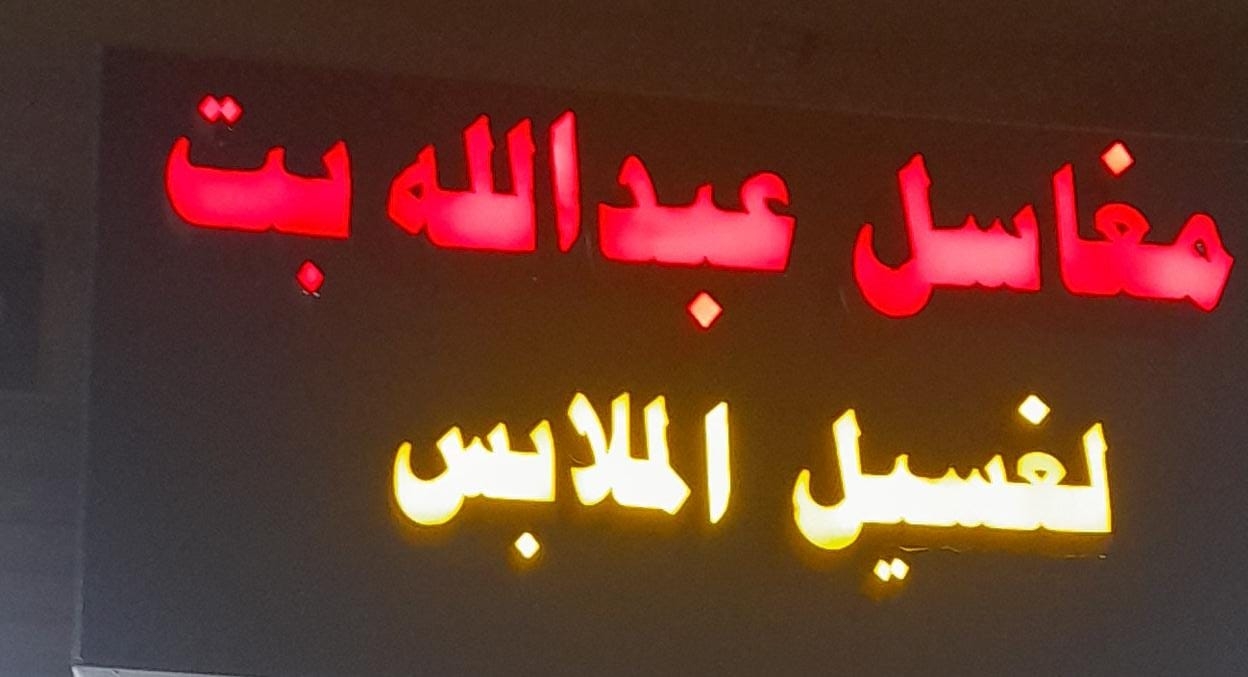 مغاسل عبدالله بت
لغسيل الملابس